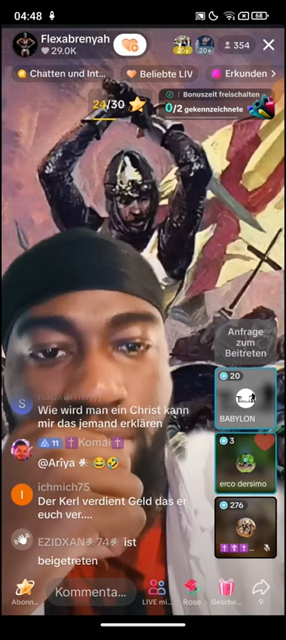 04:48
68
Flexabrenyah
29.0K
20+
354
Chatten und Int...
Beliebte LIV
Erkunden
24/30
Bonuszeit freischalten
0/2 gekennzeichnete
Anfrage
zum
Beitreten
20
BABYLON
3
erco dersimo
276
S
Wie wird man ein Christ kann
mir das jemand erklären
11 Komai
@Arîya
I
ichmich75
Der Kerl verdient Geld das er
euch ver....
EZIDXAN 74 ist
beigetreten
Abonn...
Kommenta...
LIVE mi...
Rose
Gesche...
9